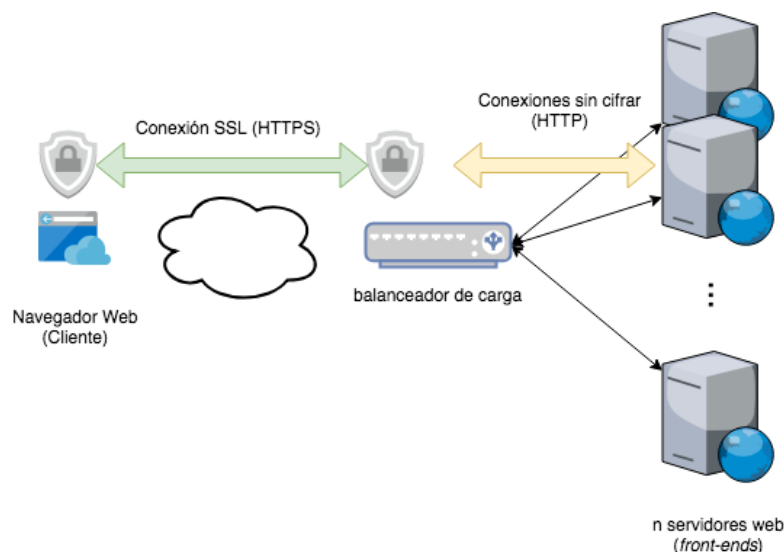 Conexión SSL (HTTPS)
Conexiones sin cifrar
(HTTP)
balanceador de carga
Navegador Web
(Cliente)
...
n servidores web
(front-ends)